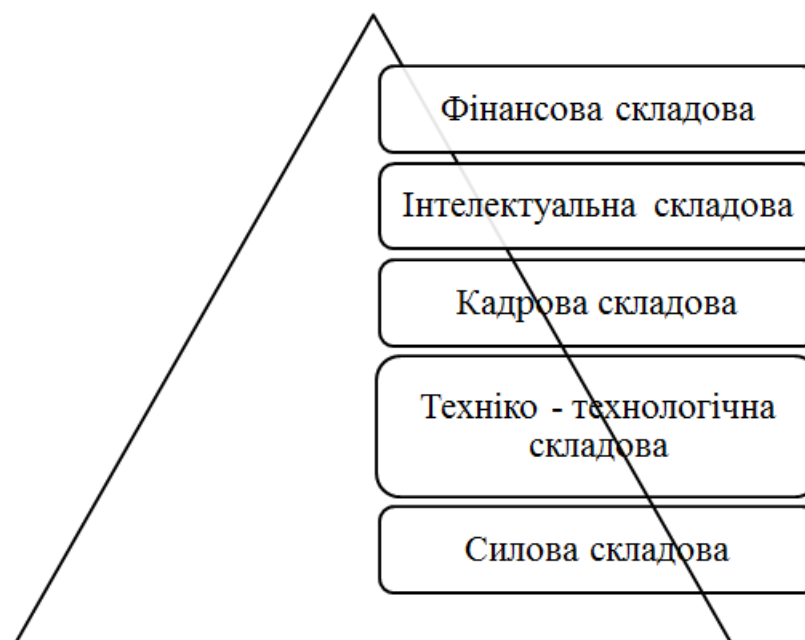 Фінансова складова
Інтелектуальна складова
Кадрова складова
Техніко - технологічна
складова
Силова складова